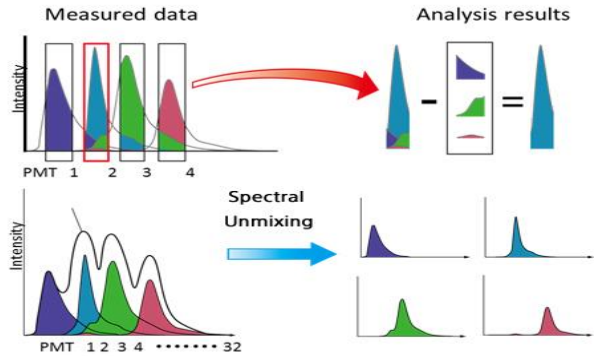 Measured data
Analysis results
Intensity
- =
PMT 1 2 3 4
Intensity
Spectral
Unmixing
PMT 1 2 3 4 ········ 32